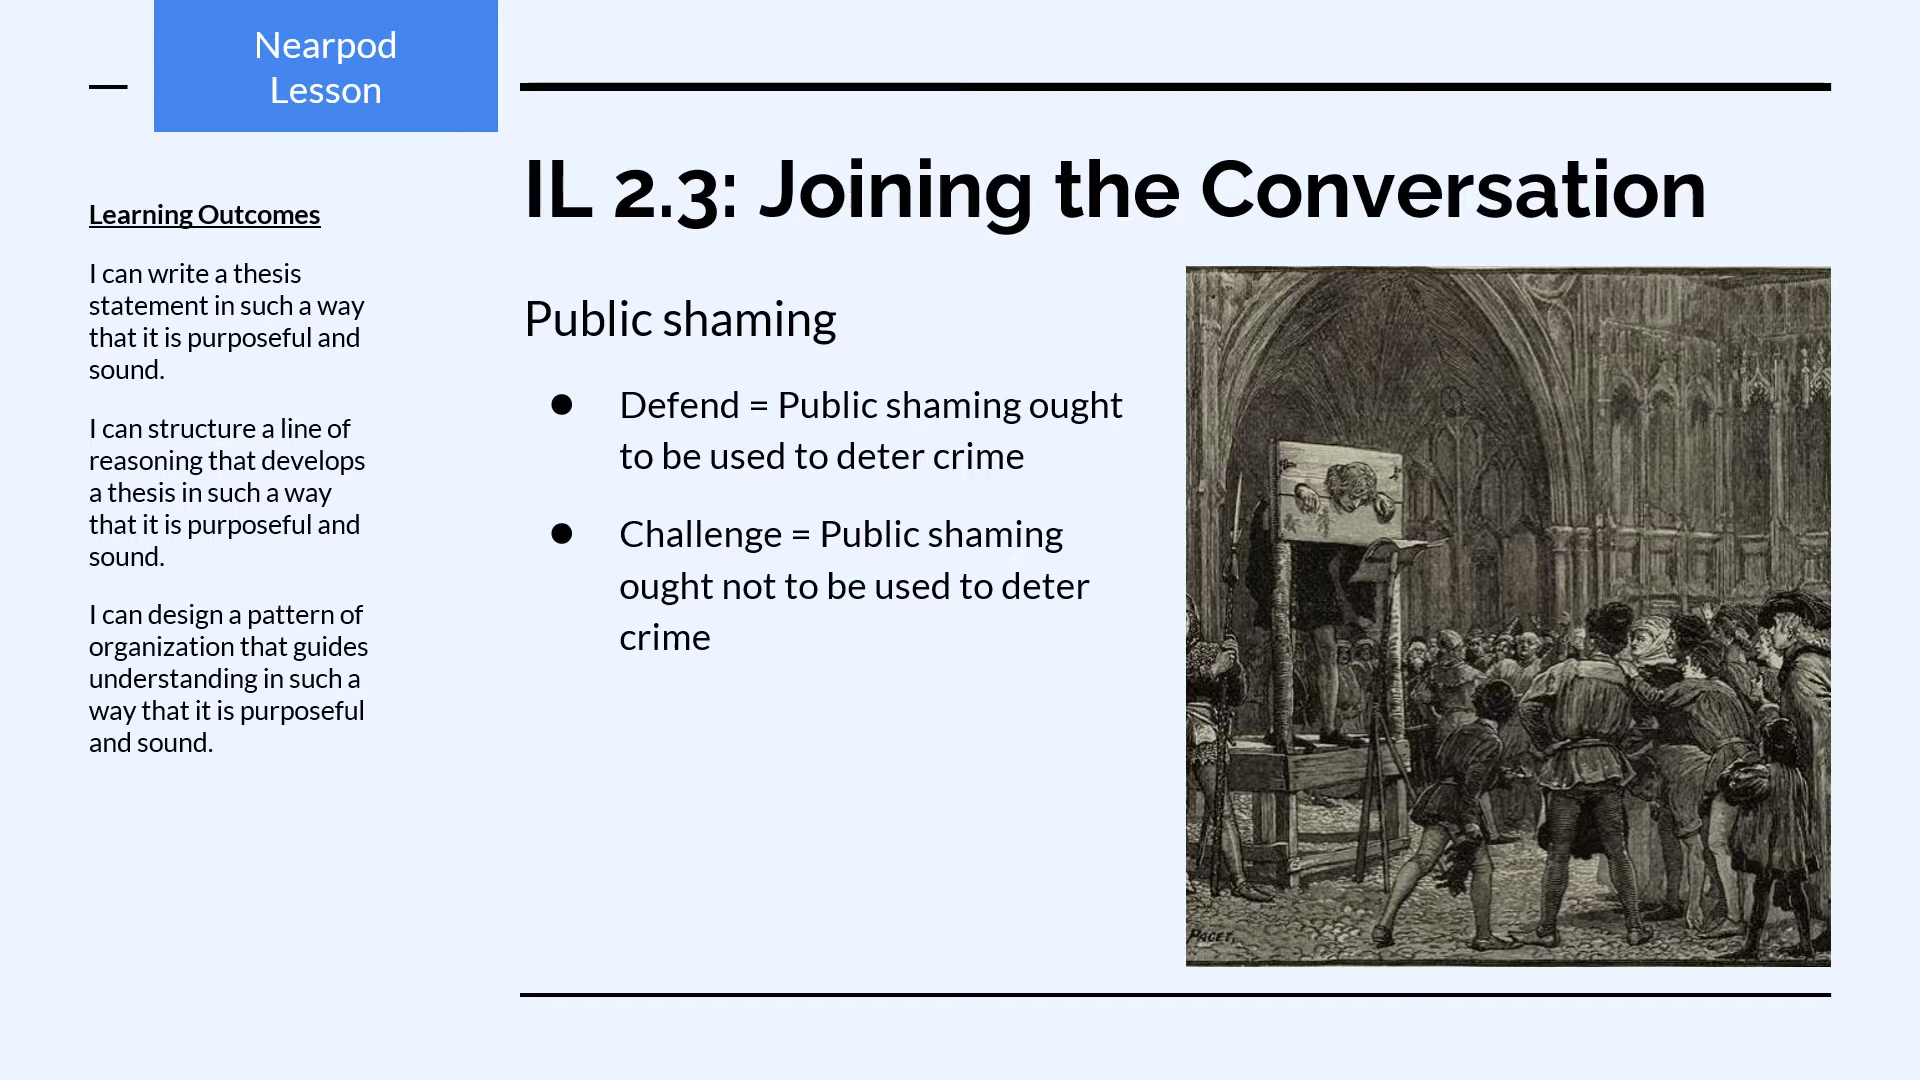 Nearpod
Lesson
Learning Outcomes
I can write a thesis
statement in such a way
that it is purposeful and
sound.
I can structure a line of
reasoning that develops
a thesis in such a way
that it is purposeful and
sound.
I can design a pattern of
organization that guides
understanding in such a
way that it is purposeful
and sound.
IL 2.3: Joining the Conversation
Public shaming
● Defend = Public shaming ought
to be used to deter crime
● Challenge = Public shaming
ought not to be used to deter
crime
PAGET,